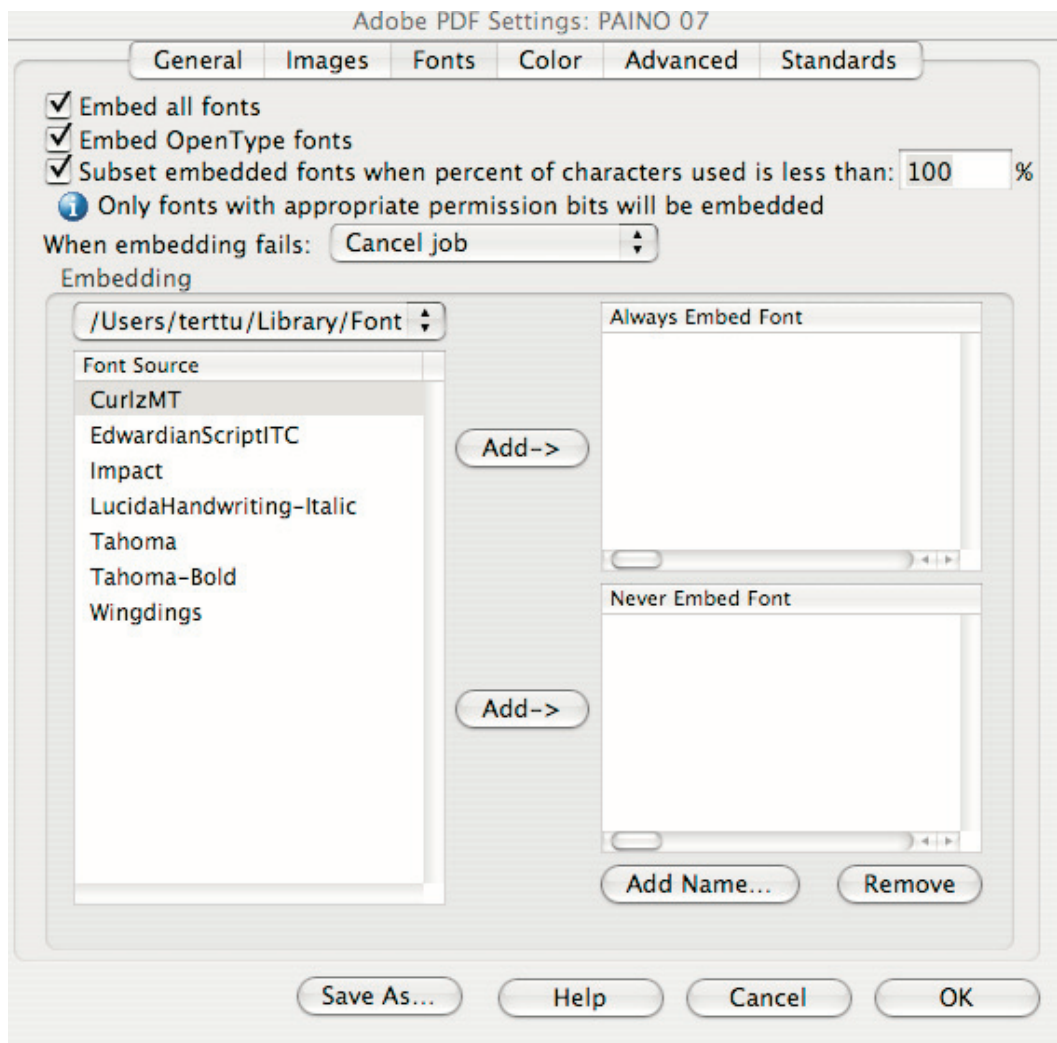 Adobe PDF Settings: PAINO 07
General Images Fonts Color Advanced Standards
Embed all fonts
Embed OpenType fonts
Subset embedded fonts when percent of characters used is less than: 100 %
Only fonts with appropriate permission bits will be embedded
When embedding fails: Cancel job
Embedding
/Users/terttu/Library/Font
Font Source
CurlzMT
EdwardianScriptITC
Impact
LucidaHandwriting-Italic
Tahoma
Tahoma-Bold
Wingdings
Add->
Add->
Always Embed Font
Never Embed Font
Add Name... Remove
Save As... Help Cancel OK